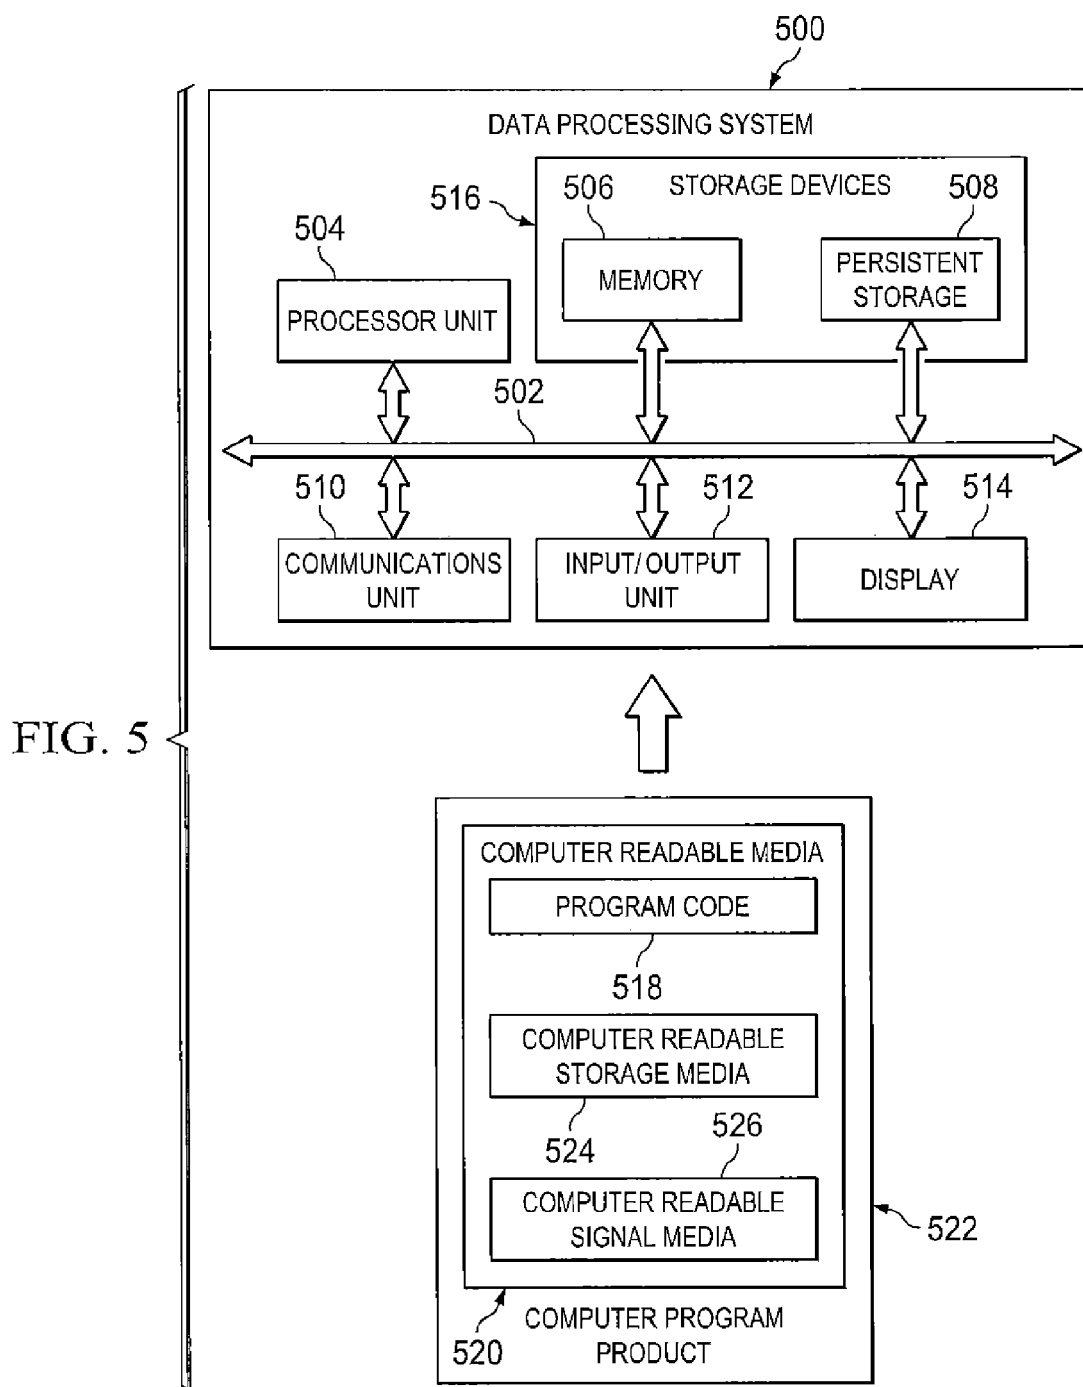 500
DATA PROCESSING SYSTEM
516
STORAGE DEVICES
506
508
504
MEMORY
PERSISTENT
STORAGE
PROCESSOR UNIT
502
510
512
514
COMMUNICATIONS
UNIT
INPUT/ OUTPUT
UNIT
DISPLAY
FIG. 5
COMPUTER READABLE MEDIA
PROGRAM CODE
518
COMPUTER READABLE
STORAGE MEDIA
524
526
COMPUTER READABLE
SIGNAL MEDIA
522
520
COMPUTER PROGRAM
PRODUCT